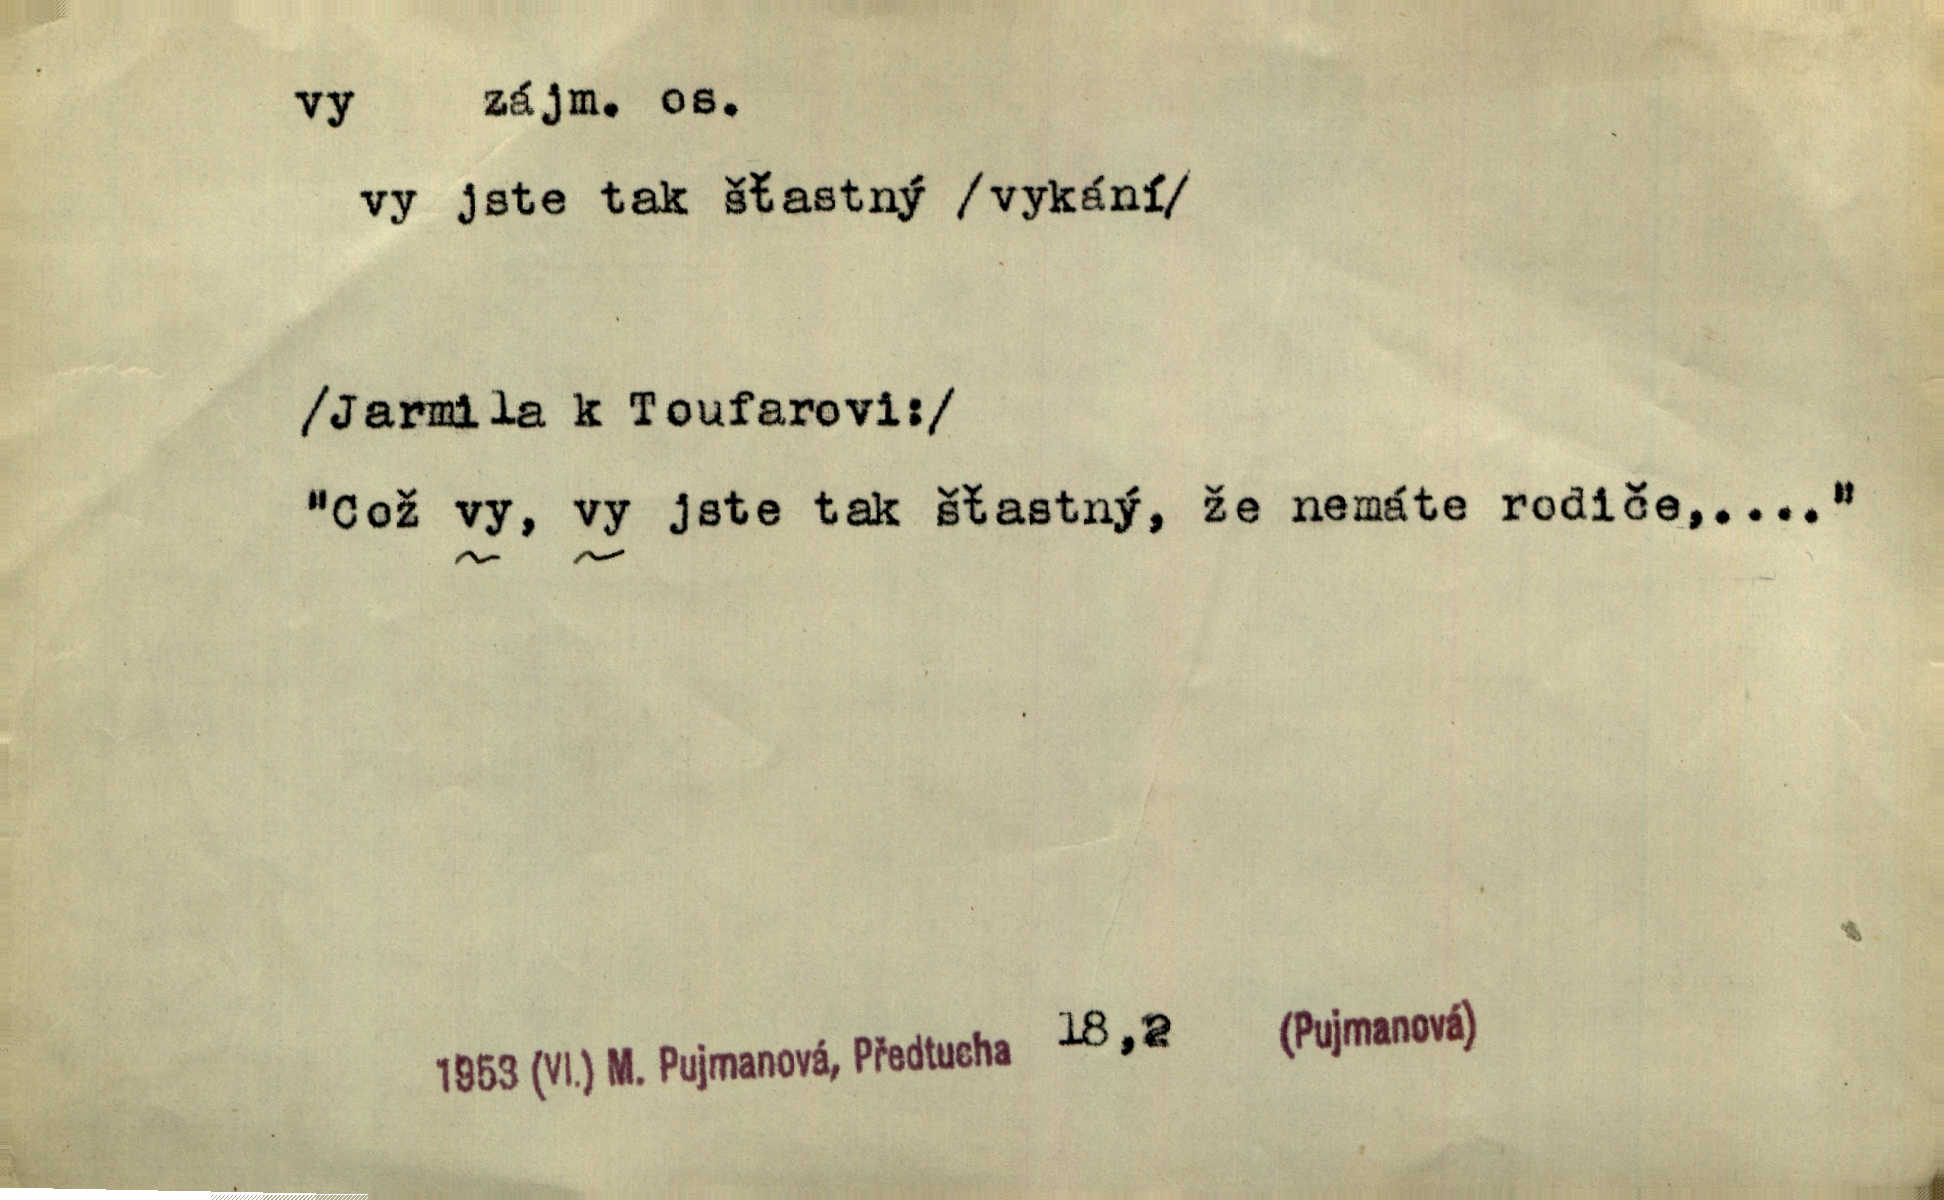 vy zájm. os.
vy jste tak šťastný /vykání/
/Jarmila k Toufarovi:/
"Což vy, vy jste tak šťastný, že nemáte rodiče,...."
1953 (VI.) M. Pujmanová, Předtucha 18,2 (Pujmanová)